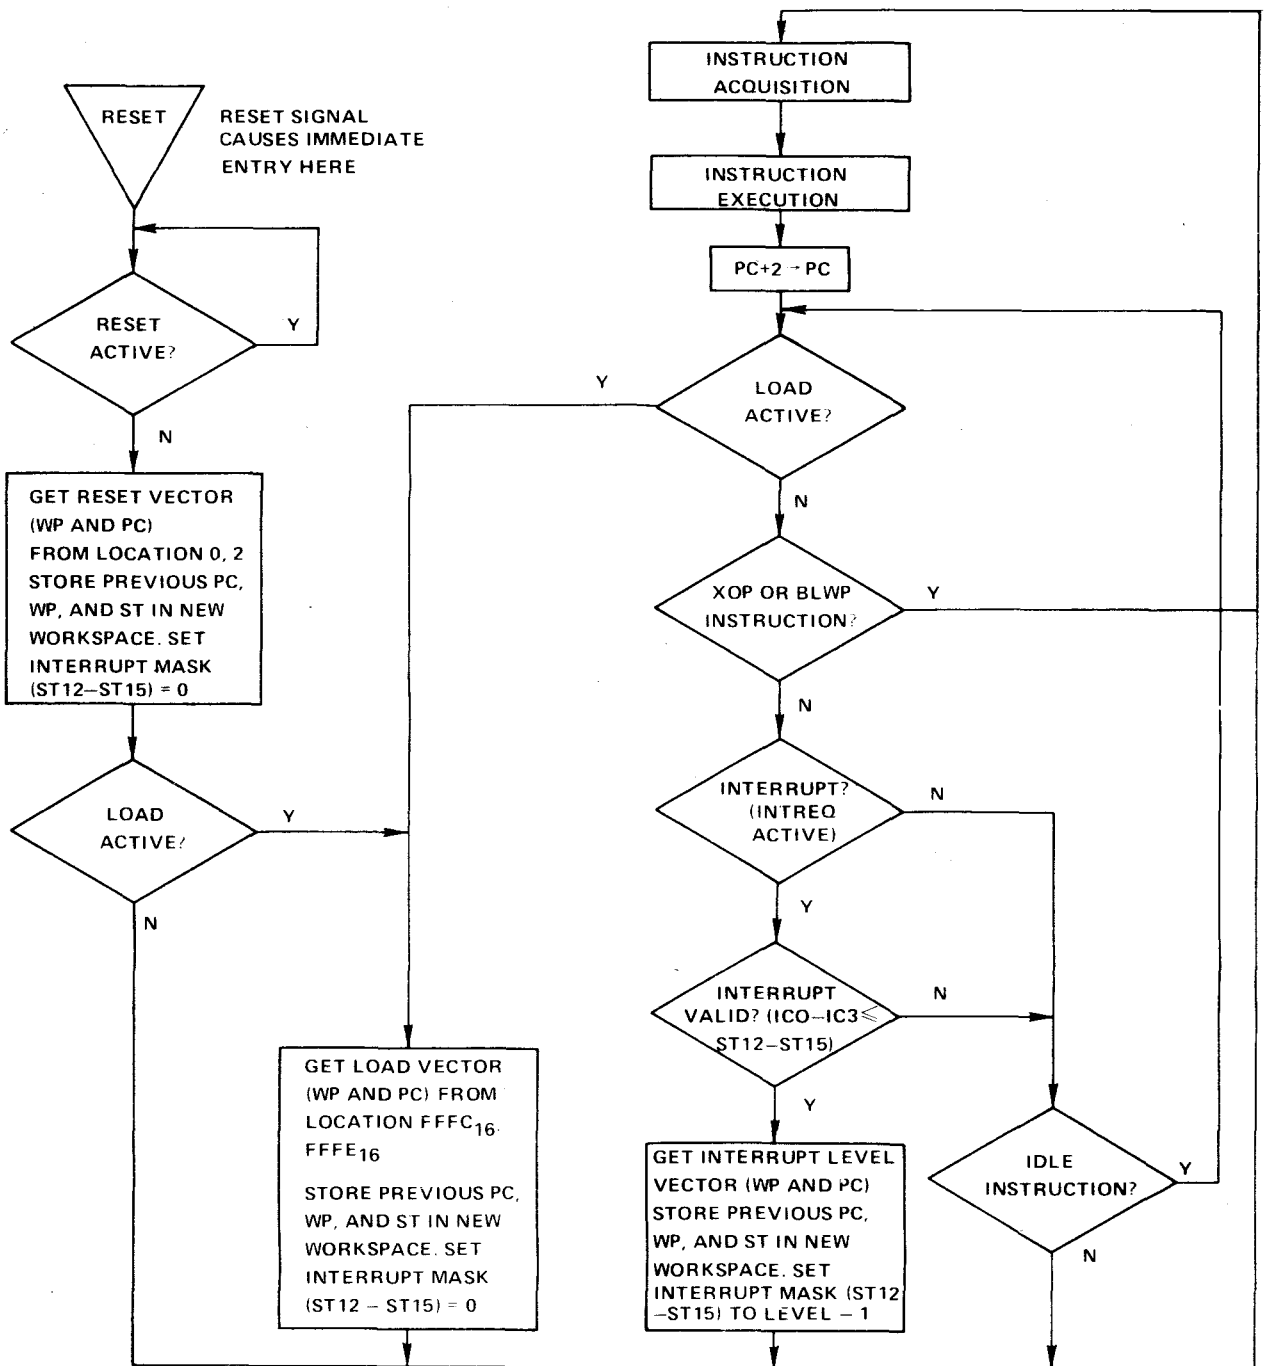 RESET
RESET SIGNAL
CAUSES IMMEDIATE
ENTRY HERE
RESET
ACTIVE?
Y
N
GET RESET VECTOR
(WP AND PC)
FROM LOCATION 0, 2
STORE PREVIOUS PC,
WP, AND ST IN NEW
WORKSPACE. SET
INTERRUPT MASK
(ST12–ST15) = 0
LOAD
ACTIVE?
Y
N
GET LOAD VECTOR
(WP AND PC) FROM
LOCATION FFFC16.
FFFE16
STORE PREVIOUS PC,
WP, AND ST IN NEW
WORKSPACE. SET
INTERRUPT MASK
(ST12 – ST15) = 0
INSTRUCTION
ACQUISITION
INSTRUCTION
EXECUTION
PC+2 → PC
LOAD
ACTIVE?
Y
N
XOP OR BLWP
INSTRUCTION?
Y
N
INTERRUPT?
(INTREQ
ACTIVE)
N
Y
INTERRUPT
VALID? (IC0–IC3⩽
ST12–ST15)
N
Y
GET INTERRUPT LEVEL
VECTOR (WP AND PC)
STORE PREVIOUS PC,
WP, AND ST IN NEW
WORKSPACE. SET
INTERRUPT MASK (ST12
–ST15) TO LEVEL – 1
IDLE
INSTRUCTION?
Y
N